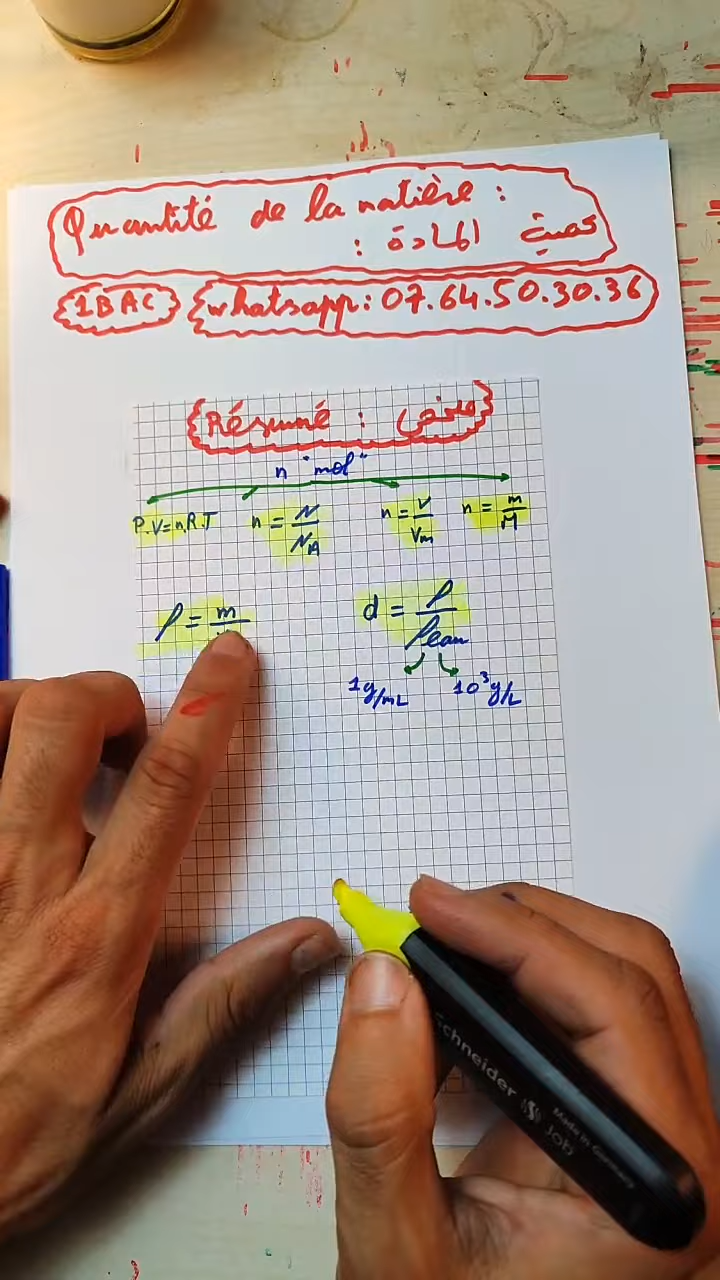 Quantité de la matière :
كمية المادة :
1BAC whatsapp: 07.64.50.30.36
Résumé : ملخص
n "mol"
P.V=n.R.T n = N/NA n = V/Vm n = m/M
ρ = m/ d = ρ/ρeau
1g/mL 10³g/L
Schneider JOB
Made in Germany